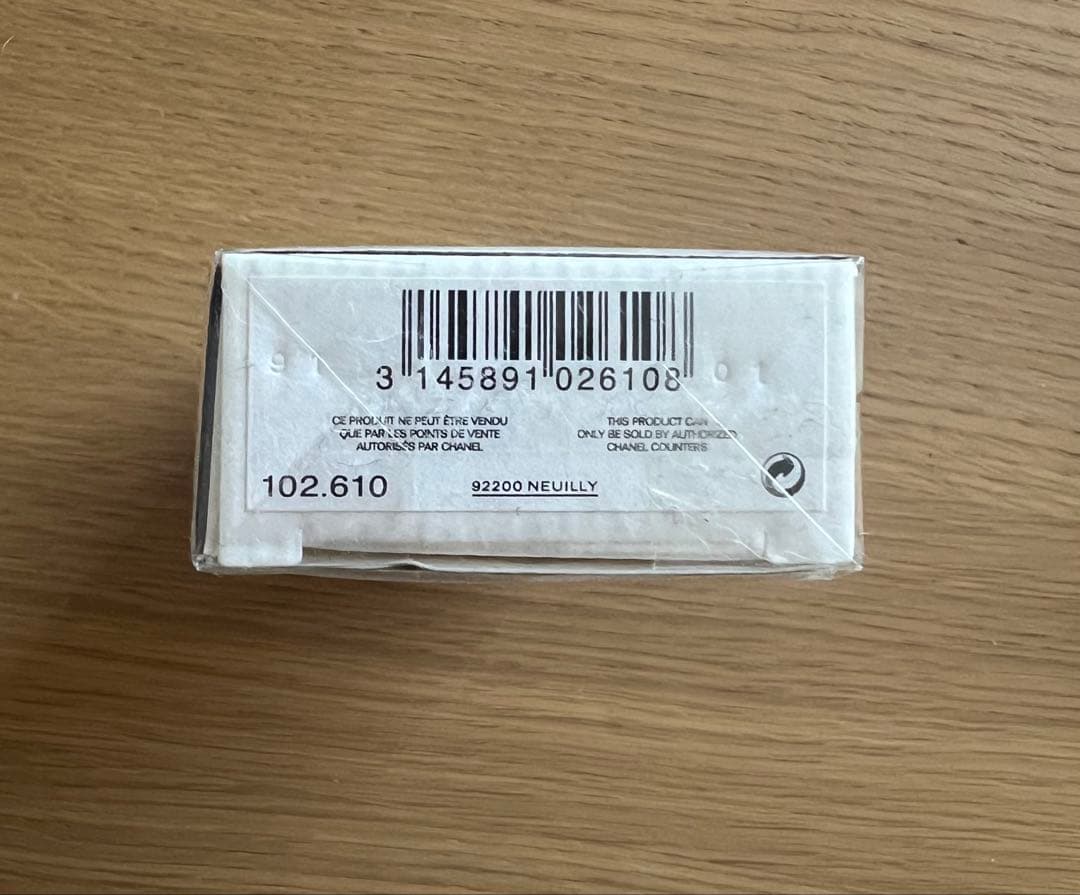 3 145891 026108
CE PRODUIT NE PEUT ÊTRE VENDU
QUE PAR LES POINTS DE VENTE
AUTORISÉS PAR CHANEL
THIS PRODUCT CAN
ONLY BE SOLD BY AUTHORIZED
CHANEL COUNTERS
102.610
92200 NEUILLY